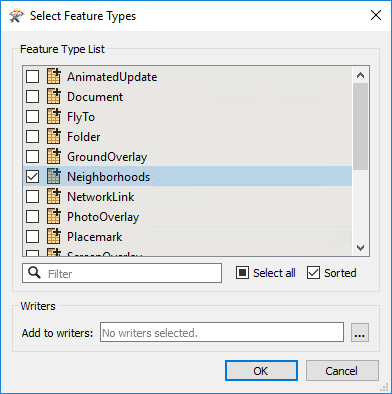 Select Feature Types
Feature Type List
AnimatedUpdate
Document
FlyTo
Folder
GroundOverlay
Neighborhoods
NetworkLink
PhotoOverlay
Placemark
ScreenOverlay
Filter
Select all
Sorted
Writers
Add to writers: No writers selected. ...
OK Cancel